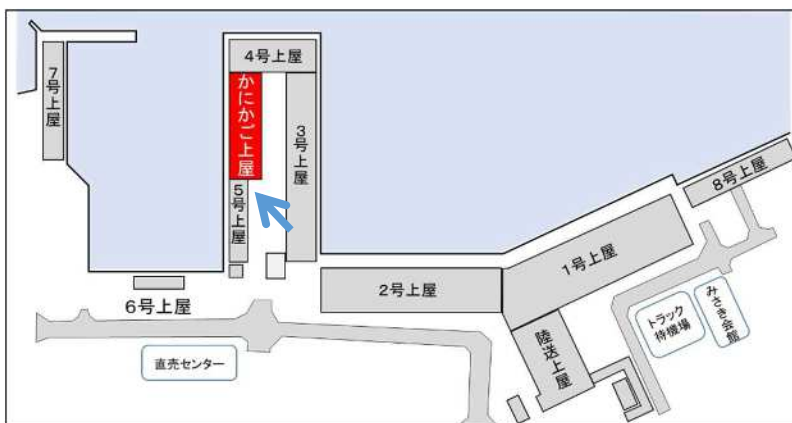 4号上屋
7号上屋
かにかご上屋
3号上屋
8号上屋
5号上屋
1号上屋
2号上屋
6号上屋
トラック
待機場
みさき会館
陸送上屋
直売センター